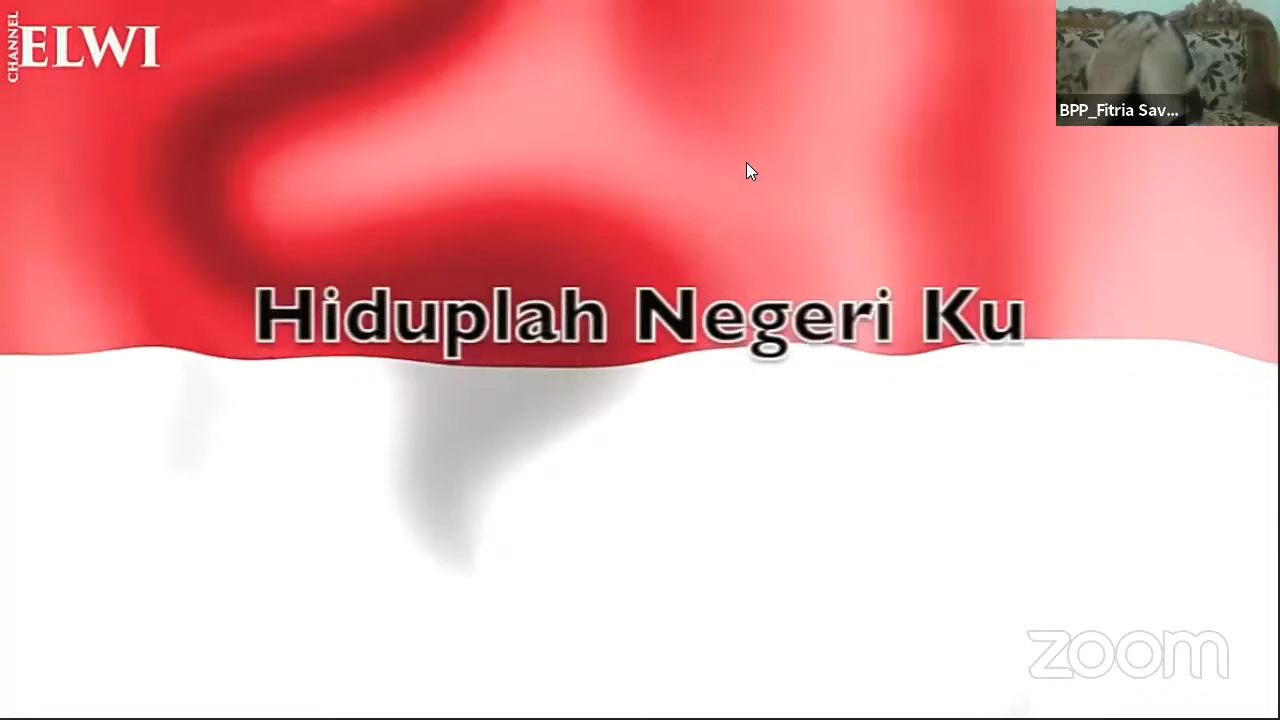 CHANNEL
ELWI
BPP_Fitria Sav...
Hiduplah Negeri Ku
zoom